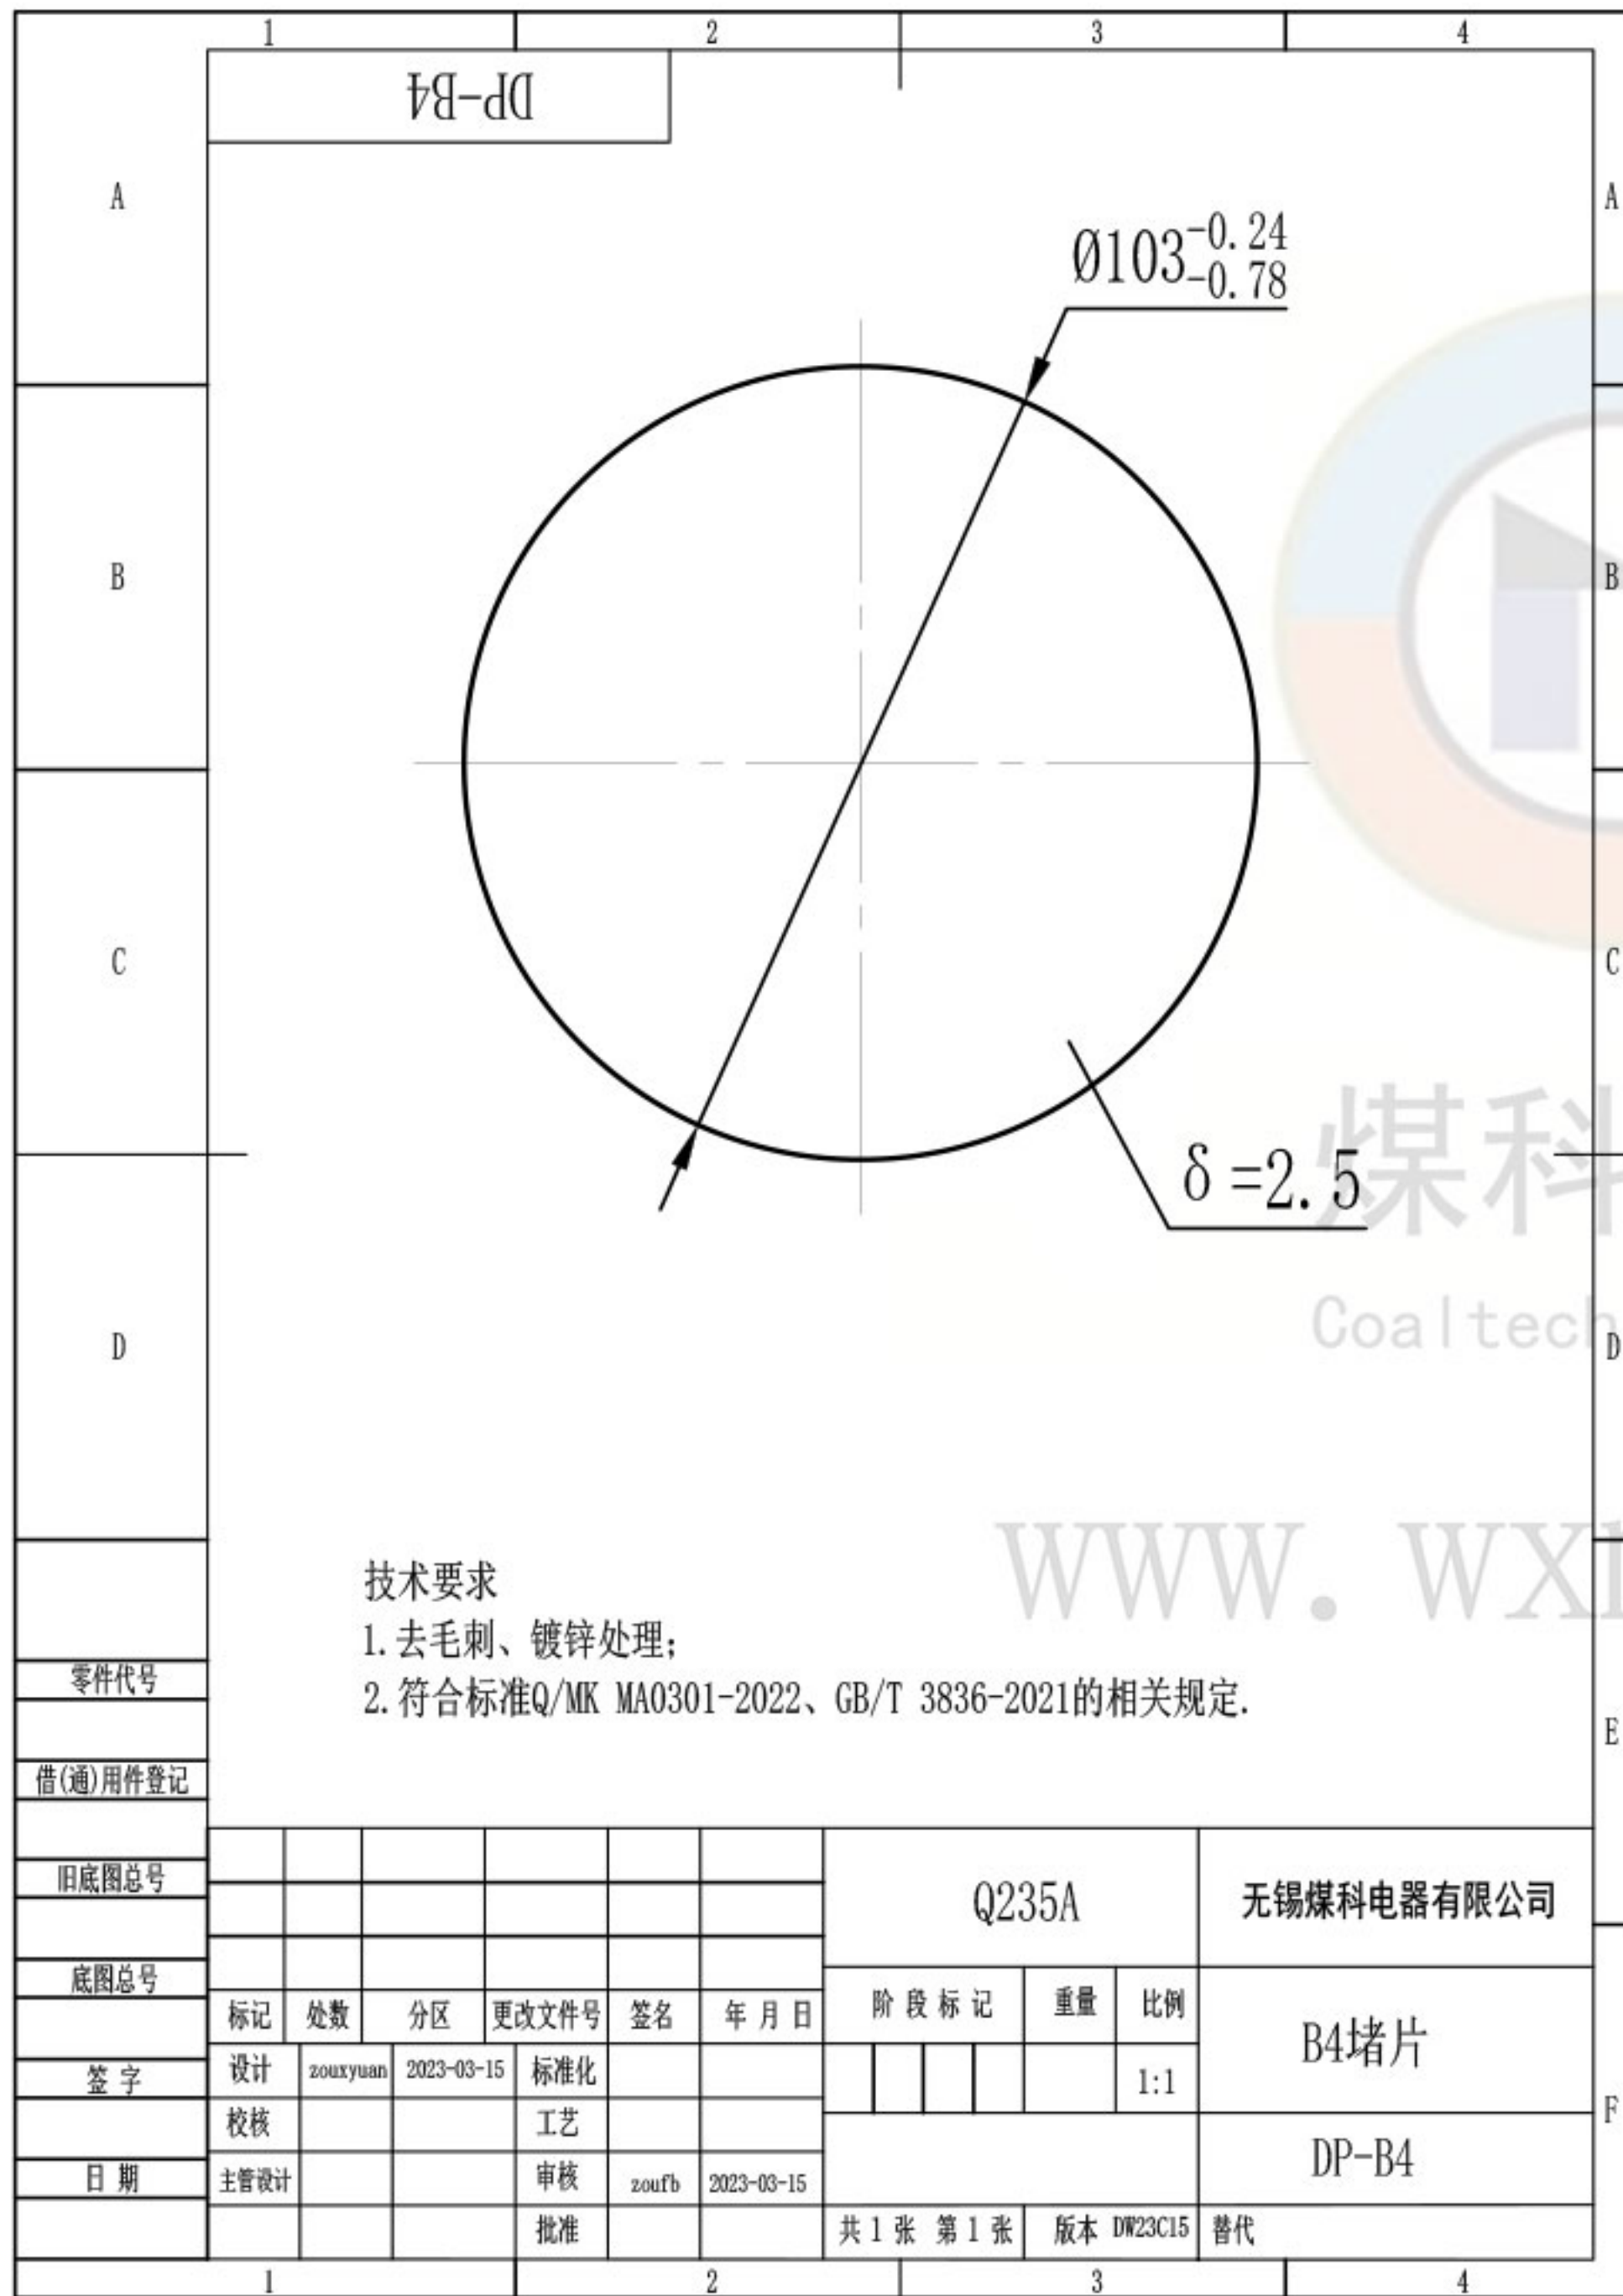 1 2 3 4
DP-B4
A A
Ø103 -0.24
-0.78
B B
C C
δ=2.5
煤科
Coaltech
D D
www.wx
技术要求
1.去毛刺、镀锌处理;
2.符合标准Q/MK MA0301-2022、GB/T 3836-2021的相关规定.
零件代号
E
借(通)用件登记
旧底图总号
Q235A 无锡煤科电器有限公司
底图总号
标记 处数 分区 更改文件号 签名 年 月 日 阶 段 标 记 重量 比例
B4堵片
签 字
设计 zouxyuan 2023-03-15 标准化 1:1
校核 工艺
F
DP-B4
日 期
主管设计 审核 zoufb 2023-03-15
批准 共 1 张 第 1 张 版本 DW23C15 替代
1 2 3 4